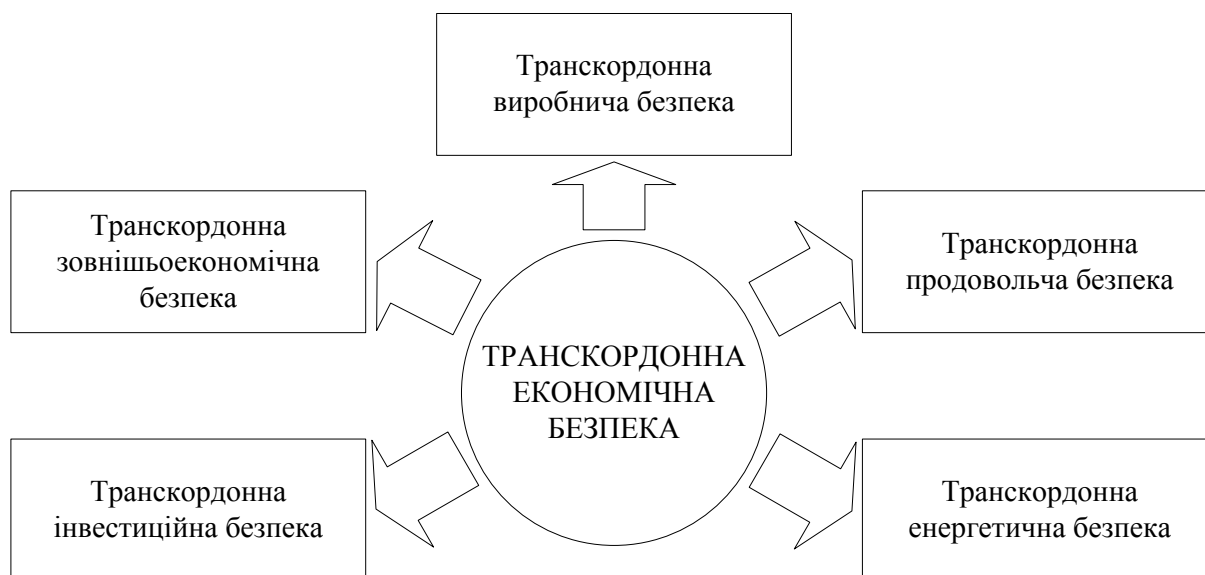 Транскордонна
виробнича безпека
Транскордонна
зовнішьоекономічна
безпека
Транскордонна
продовольча безпека
ТРАНСКОРДОННА
ЕКОНОМІЧНА
БЕЗПЕКА
Транскордонна
інвестиційна безпека
Транскордонна
енергетична безпека